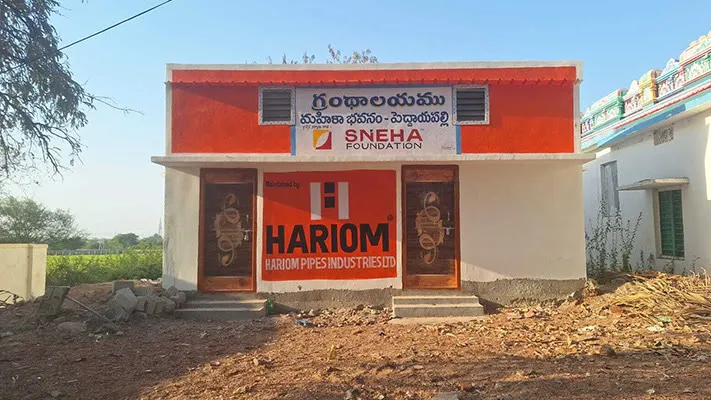 గ్రంథాలయము
మహిళా భవనం - పెద్దాయపల్లి
SNEHA
FOUNDATION
Maintained by:
H
HARIOM
HARIOM PIPES INDUSTRIES LTD